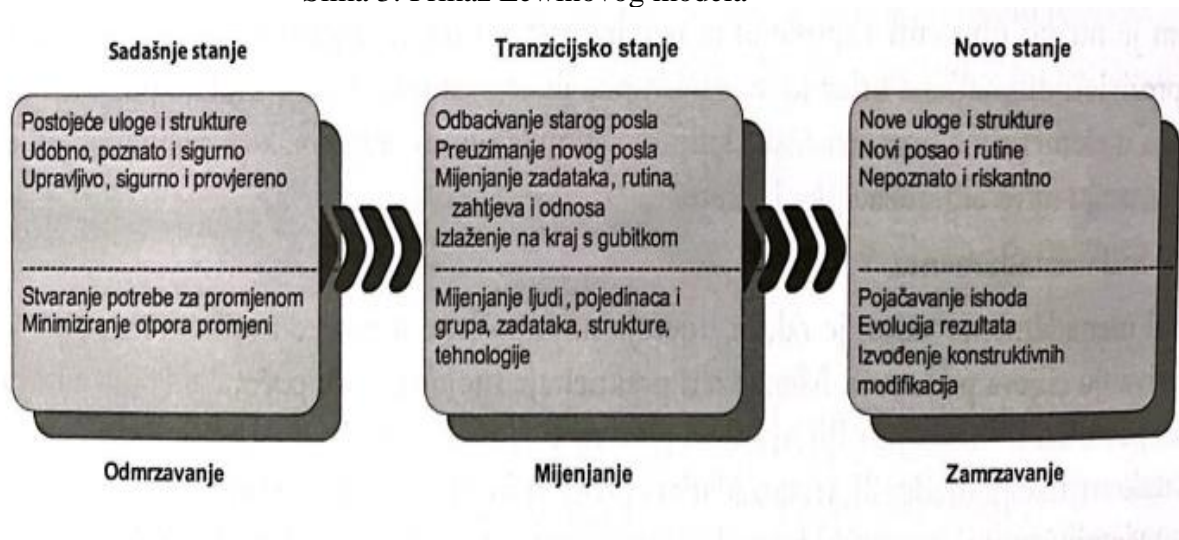 Sadašnje stanje
Postojeće uloge i strukture
Udobno, poznato i sigurno
Upravljivo, sigurno i provjereno
Stvaranje potrebe za promjenom
Minimiziranje otpora promjeni
Odmrzavanje
Tranzicijsko stanje
Odbacivanje starog posla
Preuzimanje novog posla
Mijenjanje zadataka, rutina,
zahtjeva i odnosa
Izlaženje na kraj s gubitkom
Mijenjanje ljudi, pojedinaca i
grupa, zadataka, strukture,
tehnologije
Mijenjanje
Novo stanje
Nove uloge i strukture
Novi posao i rutine
Nepoznato i riskantno
Pojačavanje ishoda
Evolucija rezultata
Izvođenje konstruktivnih
modifikacija
Zamrzavanje